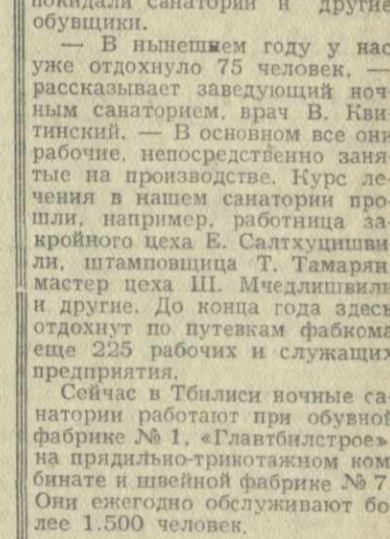 покидали санатории и другие
обувщики.
— В нынешнем году у нас
уже отдохнуло 75 человек, —
рассказывает заведующий ноч-
ным санаторием, врач В. Кви-
тинский. — В основном все они
рабочие, непосредственно заня-
тые на производстве. Курс ле-
чения в нашем санатории про-
шли, например, работница за-
кройного цеха Е. Салтхуцишви-
ли, штамповщица Т. Тамарян
мастер цеха Ш. Мчедлишвили
и другие. До конца года здесь
отдохнут по путевкам фабкома
еще 225 рабочих и служащих
предприятия.
Сейчас в Тбилиси ночные са-
натории работают при обувной
фабрике № 1, «Главтбилстрое»
на прядильно-трикотажном ком
бинате и швейной фабрике № 7
Они ежегодно обслуживают бо
лее 1.500 человек.